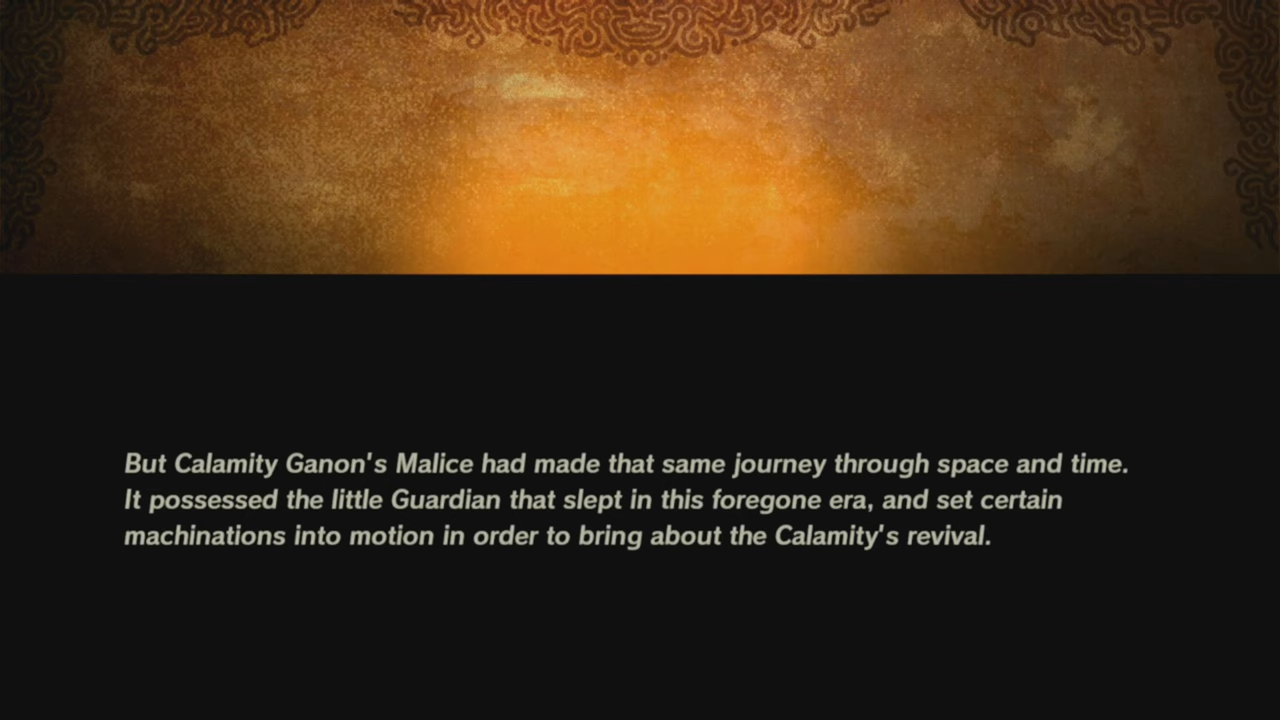 But Calamity Ganon's Malice had made that same journey through space and time.
It possessed the little Guardian that slept in this foregone era, and set certain
machinations into motion in order to bring about the Calamity's revival.